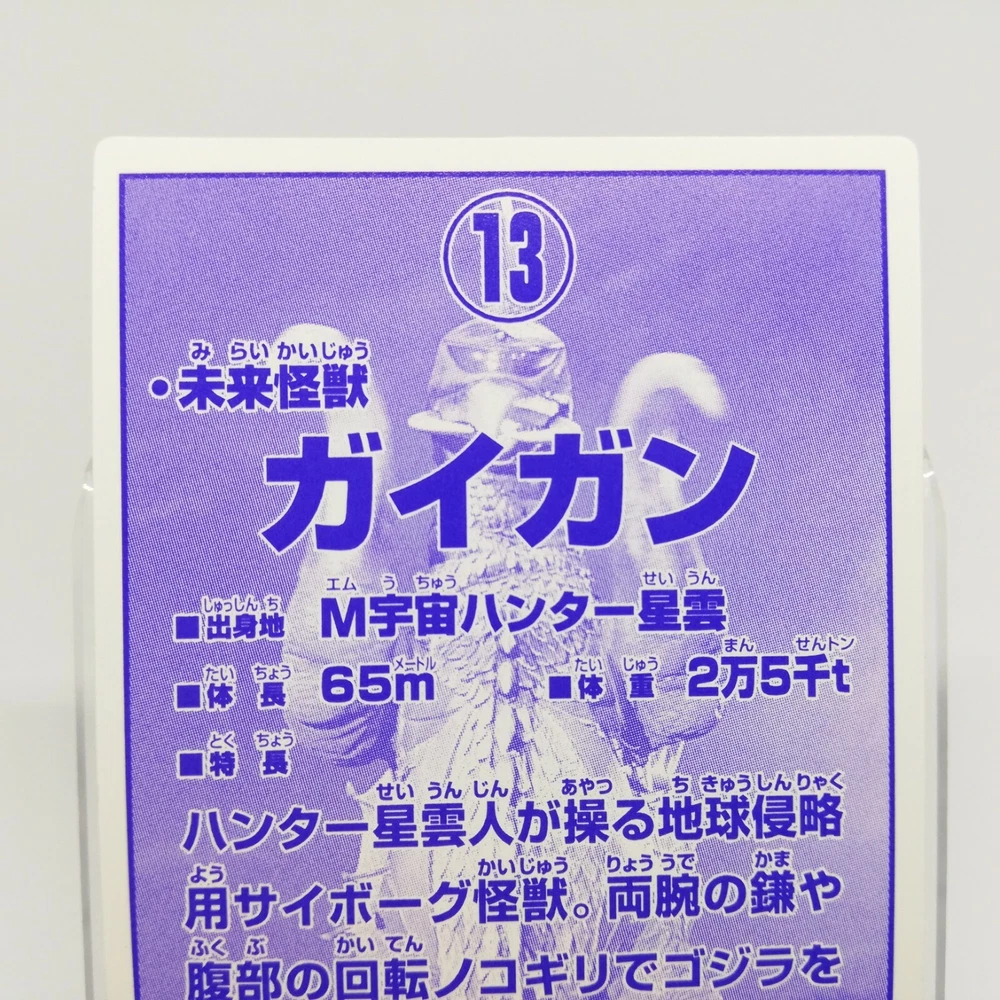 13
みらいかいじゅう
・未来怪獣
ガイガン
しゅっしんち エムうちゅう せいうん
■出身地 M宇宙ハンター星雲
たいちょう メートル たいじゅう まん せんトン
■体長 65m ■体重 2万5千t
とくちょう
■特長
せいうんじん あやつ ちきゅうしんりゃく
ハンター星雲人が操る地球侵略
よう かいじゅう りょううで かま
用サイボーグ怪獣。両腕の鎌や
ふくぶ かいてん
腹部の回転ノコギリでゴジラを